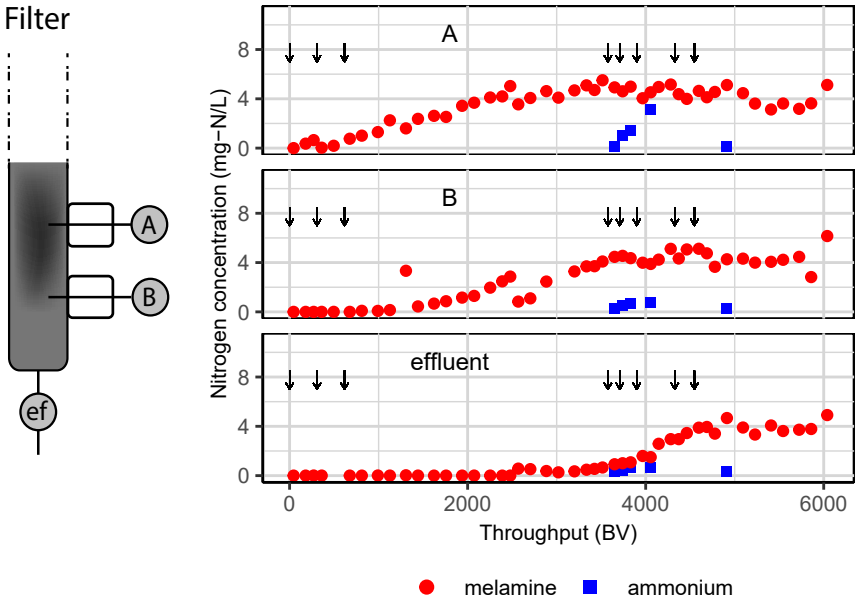 Filter
A
B
ef
Nitrogen concentration (mg−N/L)
A
8
4
0
B
8
4
0
effluent
8
4
0
0
2000
4000
6000
Throughput (BV)
melamine
ammonium